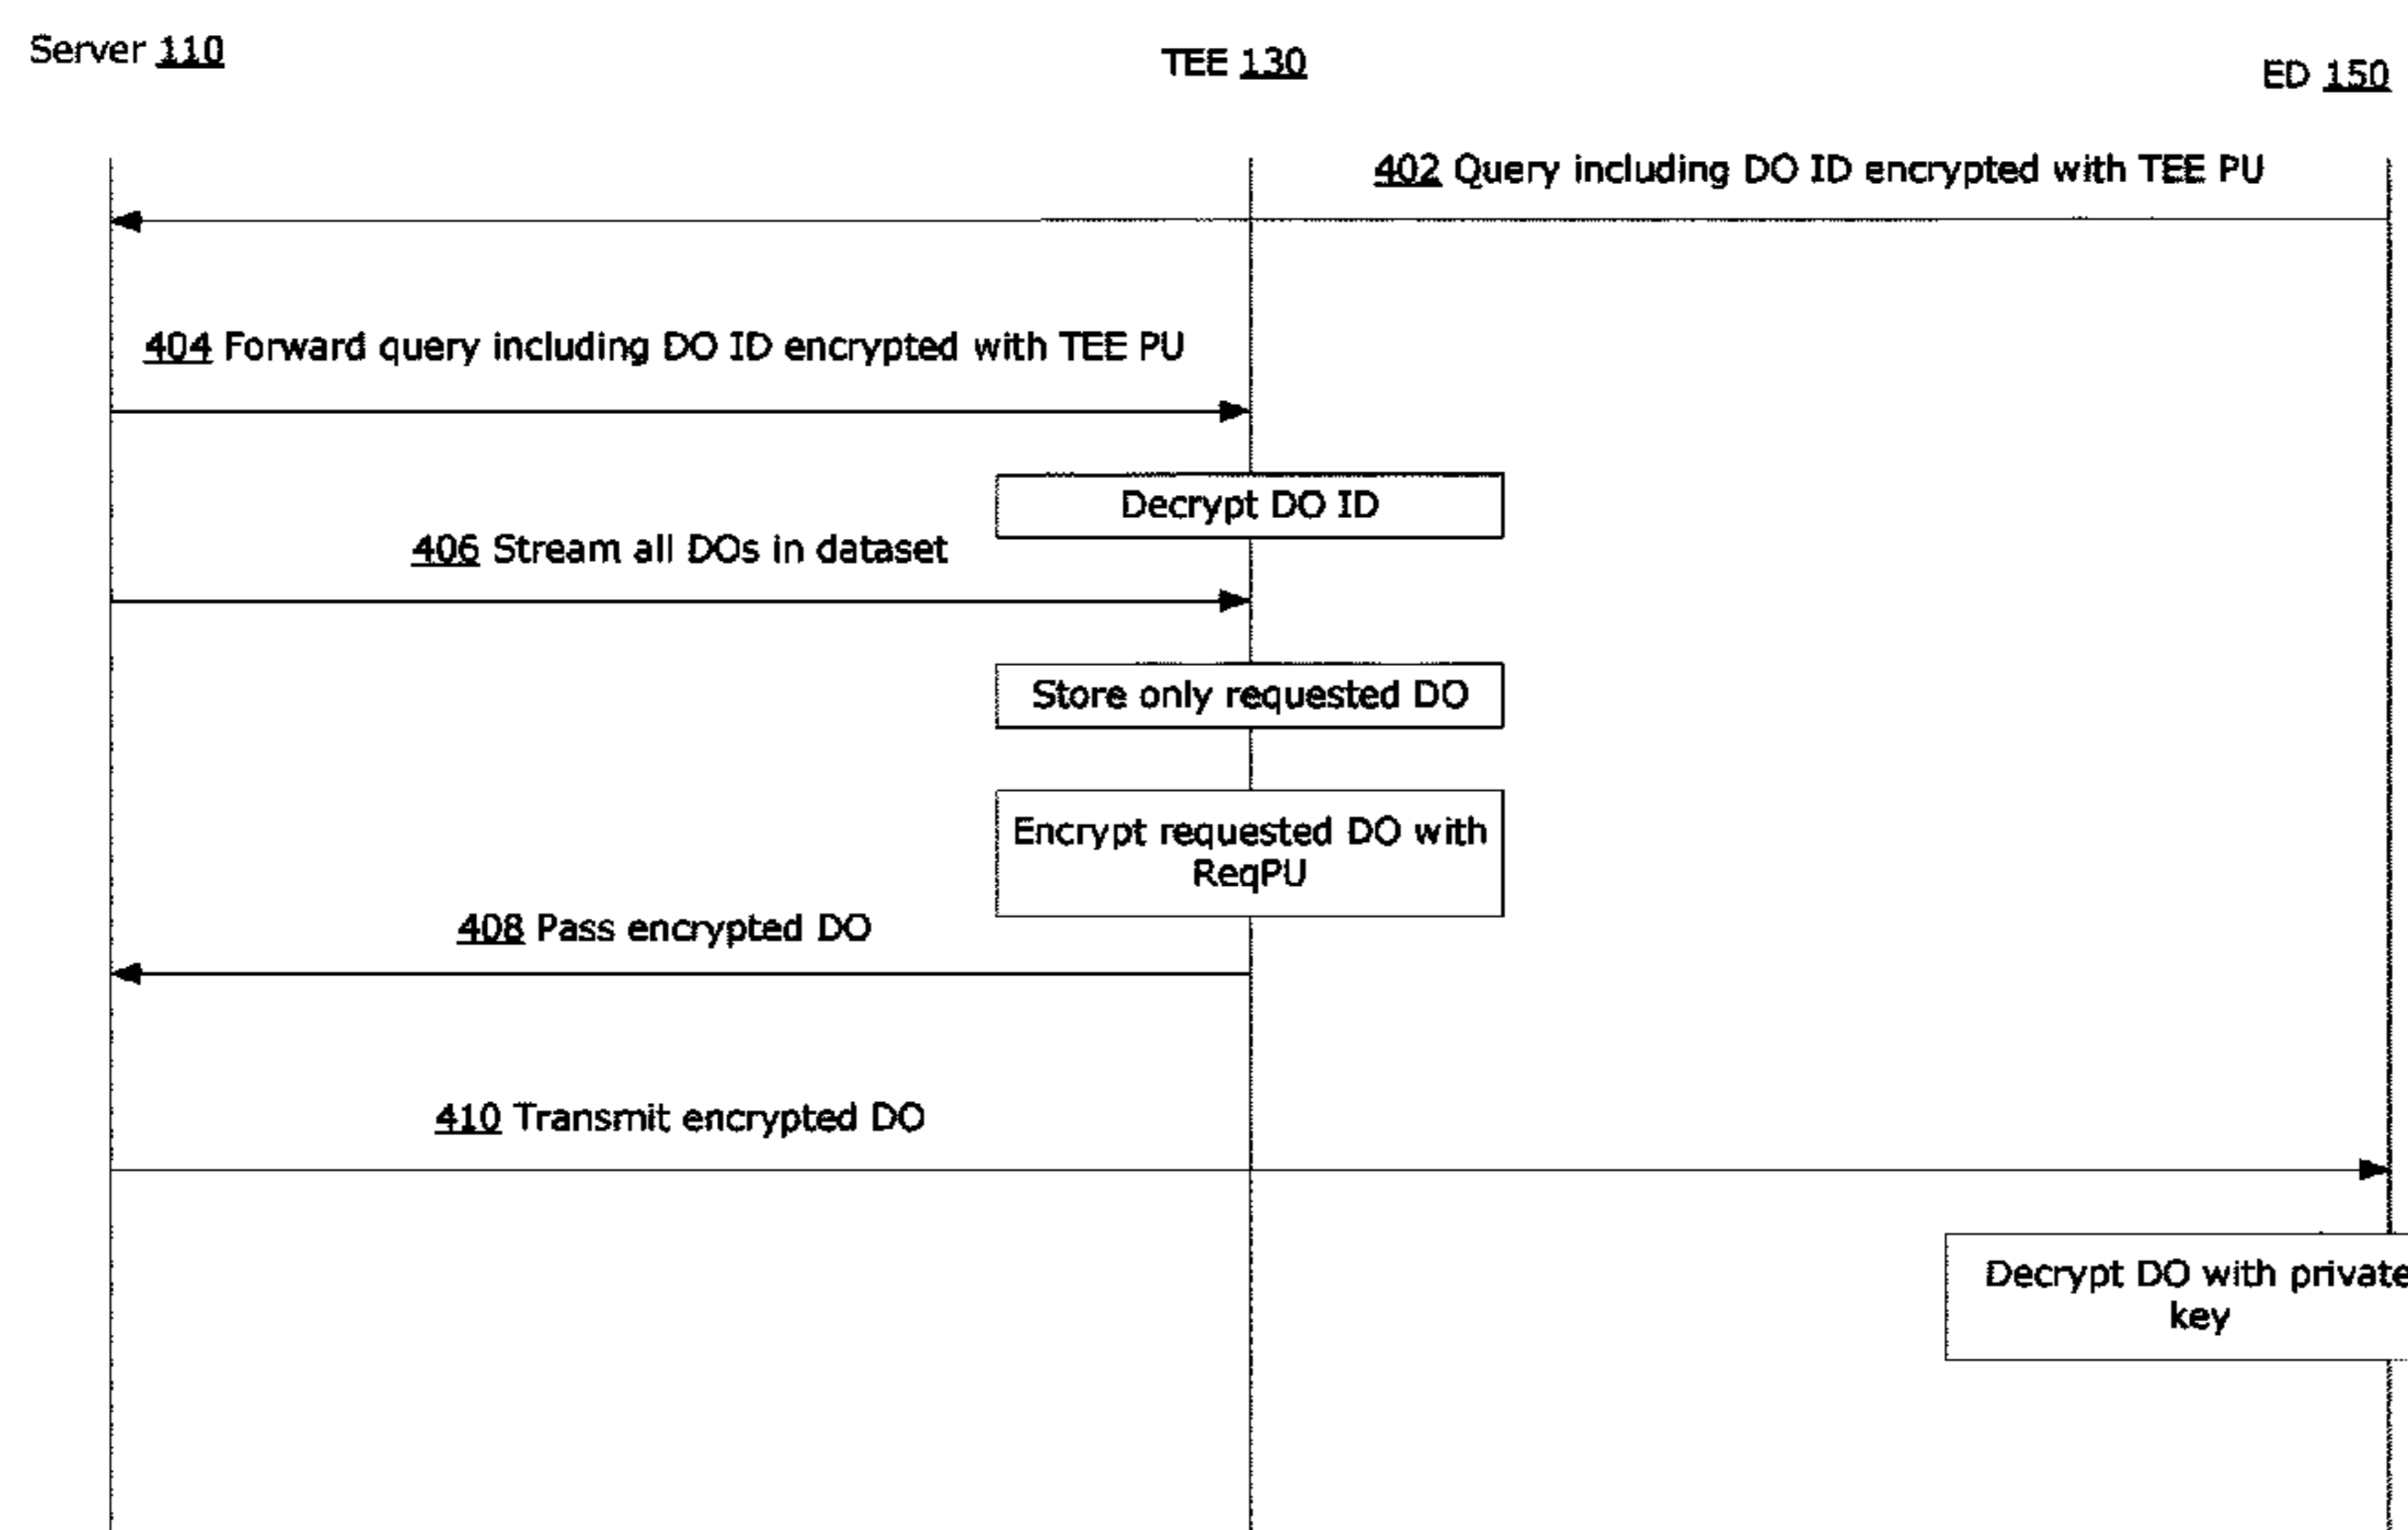 Server 110
TEE 130
ED 150
402 Query including DO ID encrypted with TEE PU
404 Forward query including DO ID encrypted with TEE PU
Decrypt DO ID
406 Stream all DOs in dataset
Store only requested DO
Encrypt requested DO with
ReqPU
408 Pass encrypted DO
410 Transmit encrypted DO
Decrypt DO with private
key